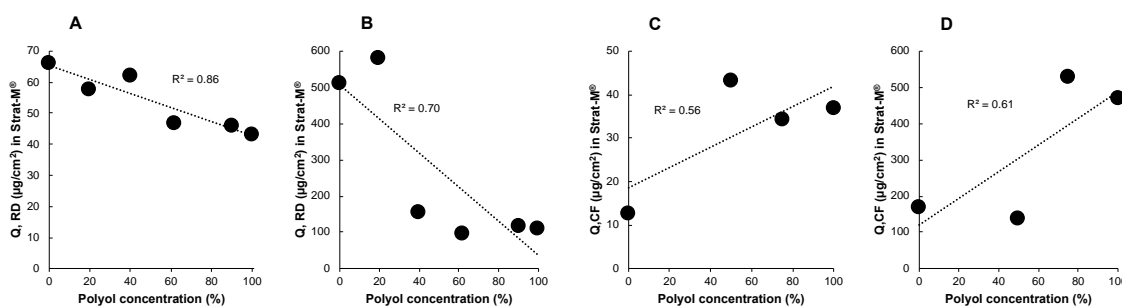 A
Q, RD (µg/cm²) in Strat-M®
70
60
50
40
30
20
10
0
R² = 0.86
0 20 40 60 80 100
Polyol concentration (%)
B
Q, RD (µg/cm²) in Strat-M®
600
500
400
300
200
100
0
R² = 0.70
0 20 40 60 80 100
Polyol concentration (%)
C
Q,CF (µg/cm²) in Strat-M®
50
40
30
20
10
0
R² = 0.56
0 20 40 60 80 100
Polyol concentration (%)
D
Q,CF (µg/cm²) in Strat-M®
600
500
400
300
200
100
0
R² = 0.61
0 20 40 60 80 100
Polyol concentration (%)